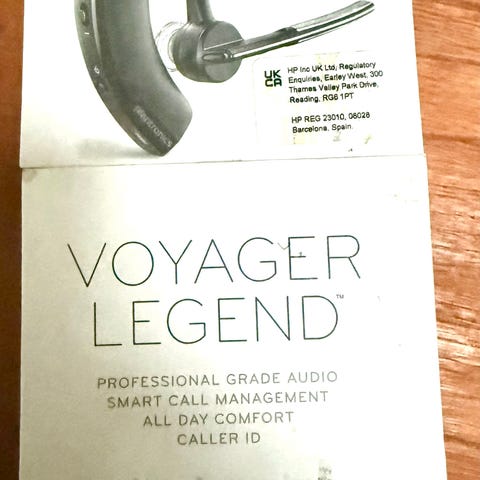 plantronics
UK
CA
HP Inc UK Ltd, Regulatory
Enquiries, Earley West, 300
Thames Valley Park Drive,
Reading, RG6 1PT
HP REG 23010, 08028
Barcelona, Spain.
VOYAGER
LEGEND™
PROFESSIONAL GRADE AUDIO
SMART CALL MANAGEMENT
ALL DAY COMFORT
CALLER ID